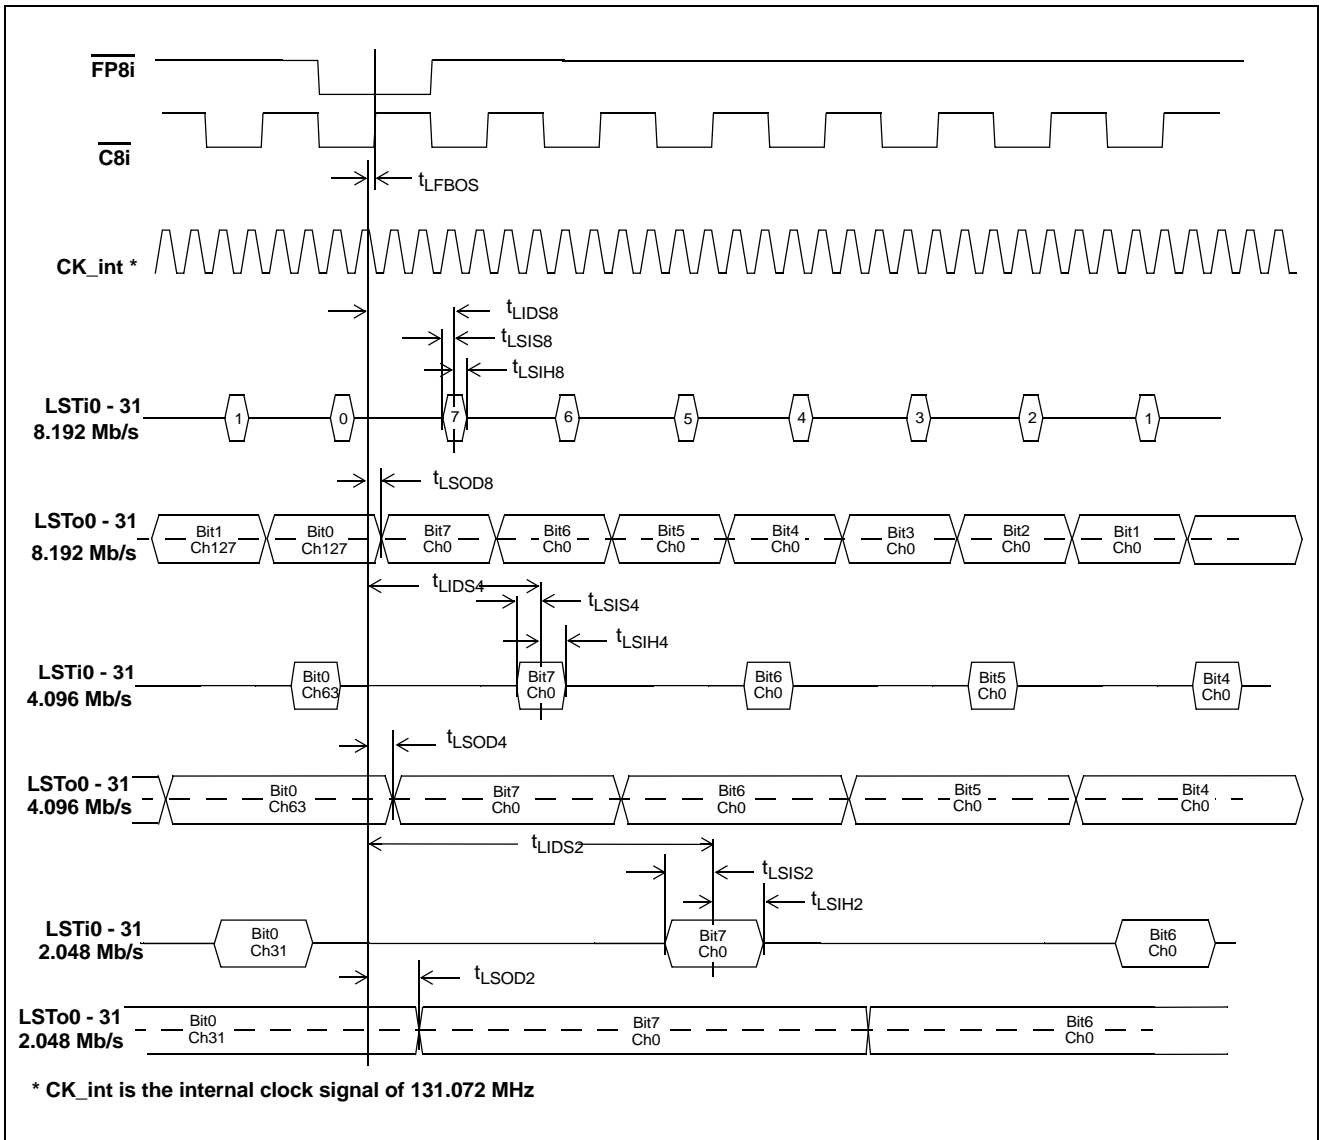 FP8i
C8i
tLFBOS
CK_int *
tLIDS8
tLSIS8
tLSIH8
LSTi0 - 31
8.192 Mb/s
1 0 7 6 5 4 3 2 1
tLSOD8
LSTo0 - 31
8.192 Mb/s
Bit1 Bit0 Bit7 Bit6 Bit5 Bit4 Bit3 Bit2 Bit1
Ch127 Ch127 Ch0 Ch0 Ch0 Ch0 Ch0 Ch0 Ch0
tLIDS4
tLSIS4
tLSIH4
LSTi0 - 31
4.096 Mb/s
Bit0 Bit7 Bit6 Bit5 Bit4
Ch63 Ch0 Ch0 Ch0 Ch0
tLSOD4
LSTo0 - 31
4.096 Mb/s
Bit0 Bit7 Bit6 Bit5 Bit4
Ch63 Ch0 Ch0 Ch0 Ch0
tLIDS2
tLSIS2
tLSIH2
LSTi0 - 31
2.048 Mb/s
Bit0 Bit7 Bit6
Ch31 Ch0 Ch0
tLSOD2
LSTo0 - 31
2.048 Mb/s
Bit0 Bit7 Bit6
Ch31 Ch0 Ch0
* CK_int is the internal clock signal of 131.072 MHz